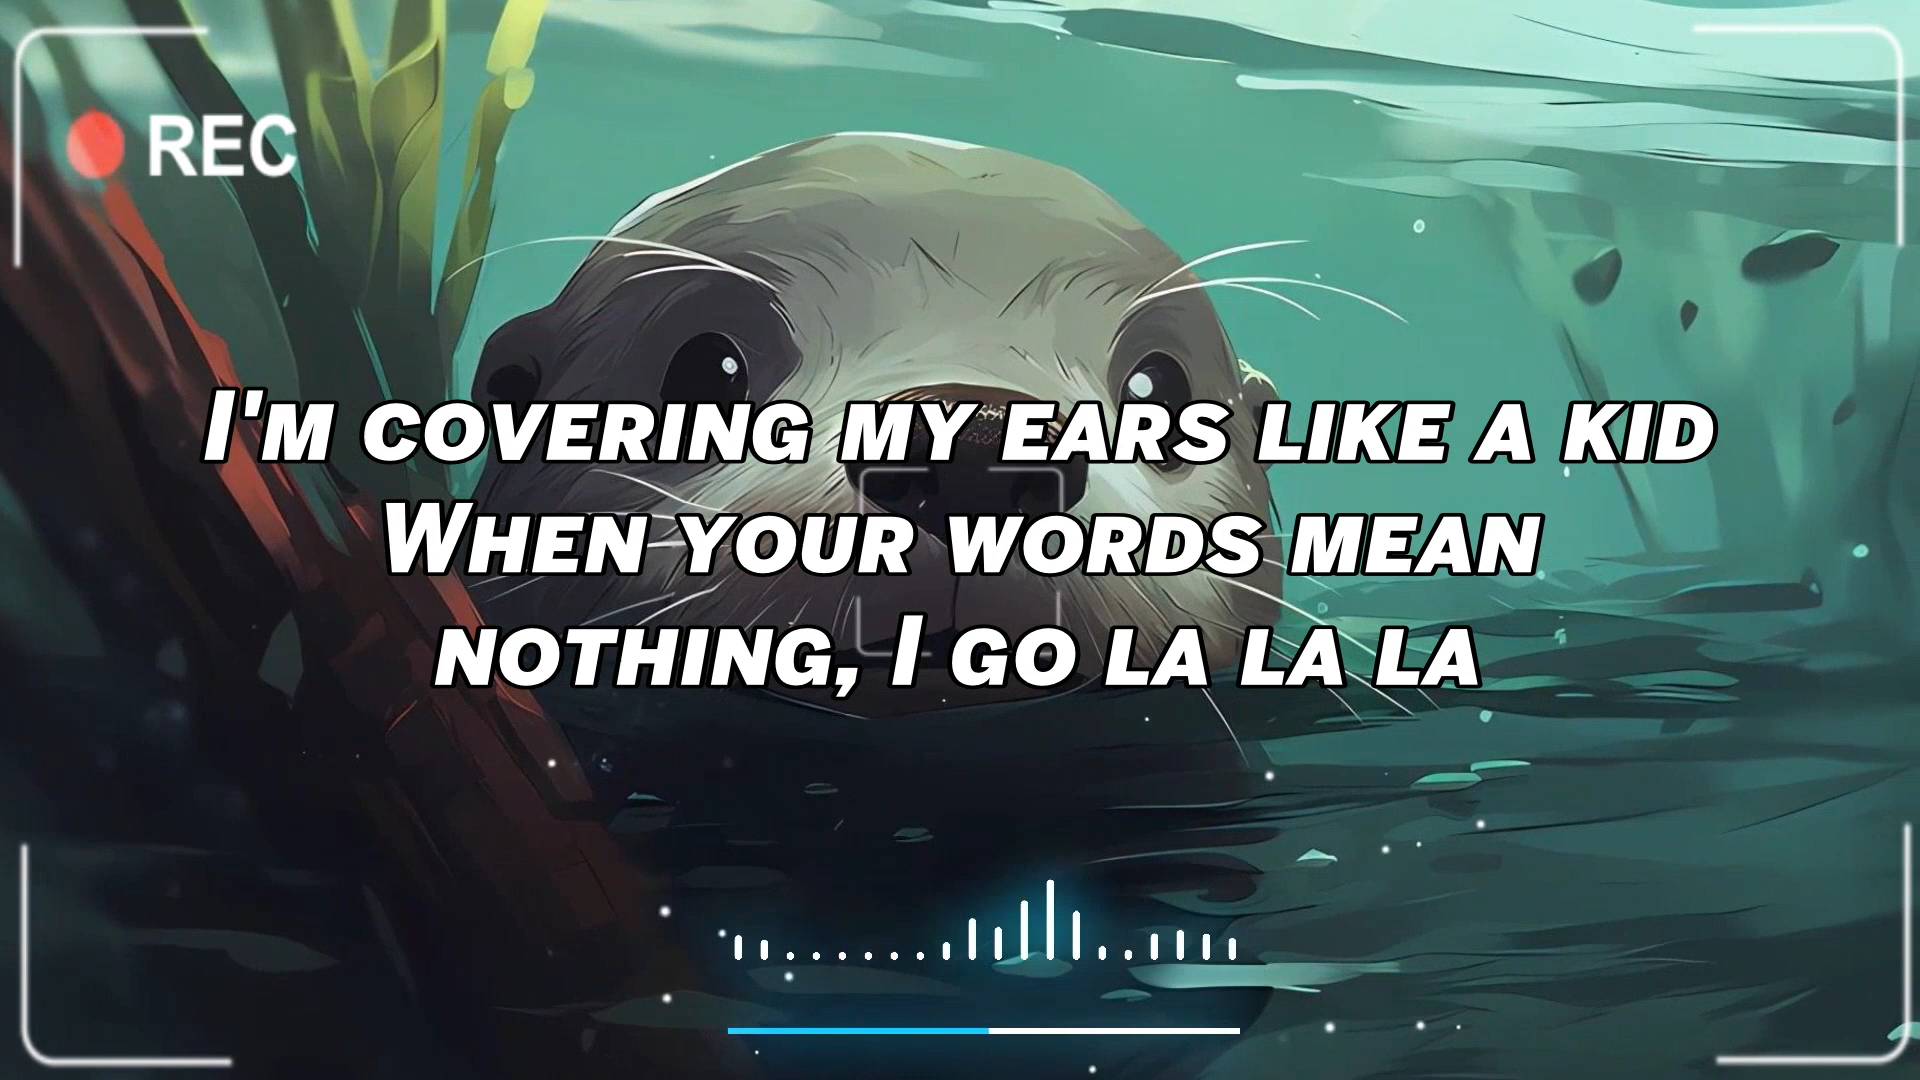 REC
I'm covering my ears like a kid
When your words mean
nothing, I go la la la